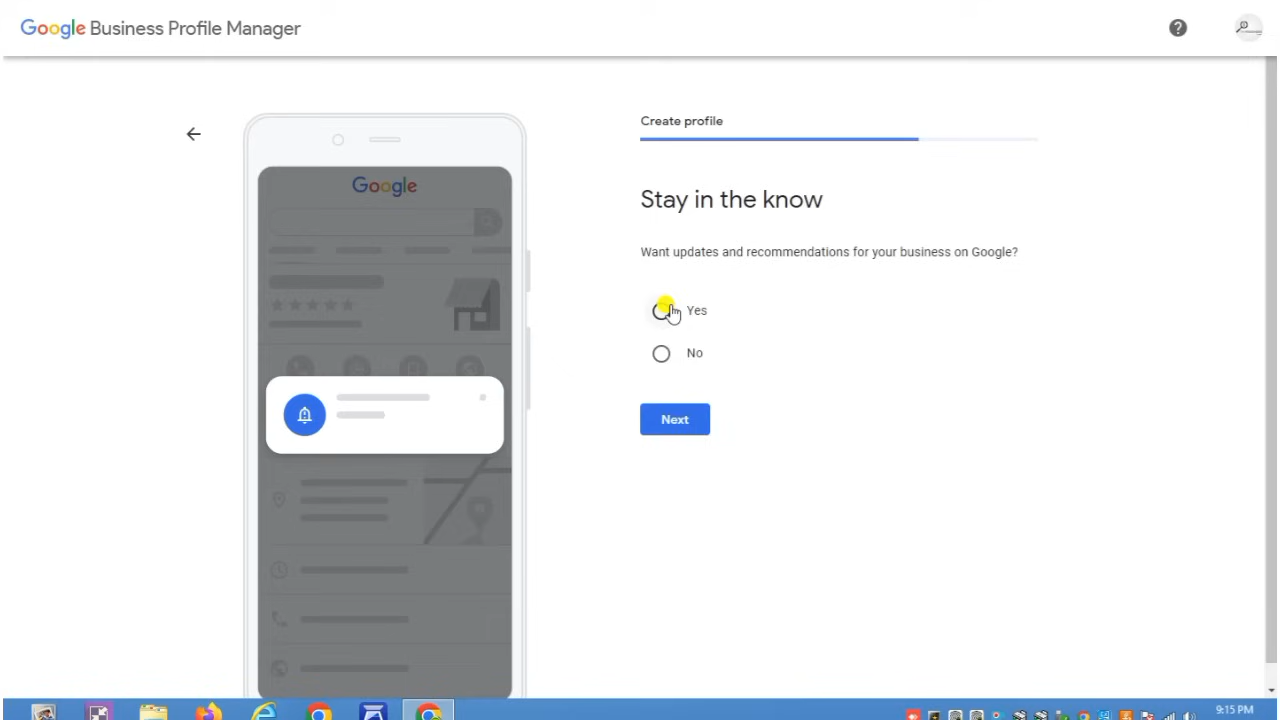 Google Business Profile Manager
Create profile
Google
Stay in the know
Want updates and recommendations for your business on Google?
Yes
No
Next
9:15 PM